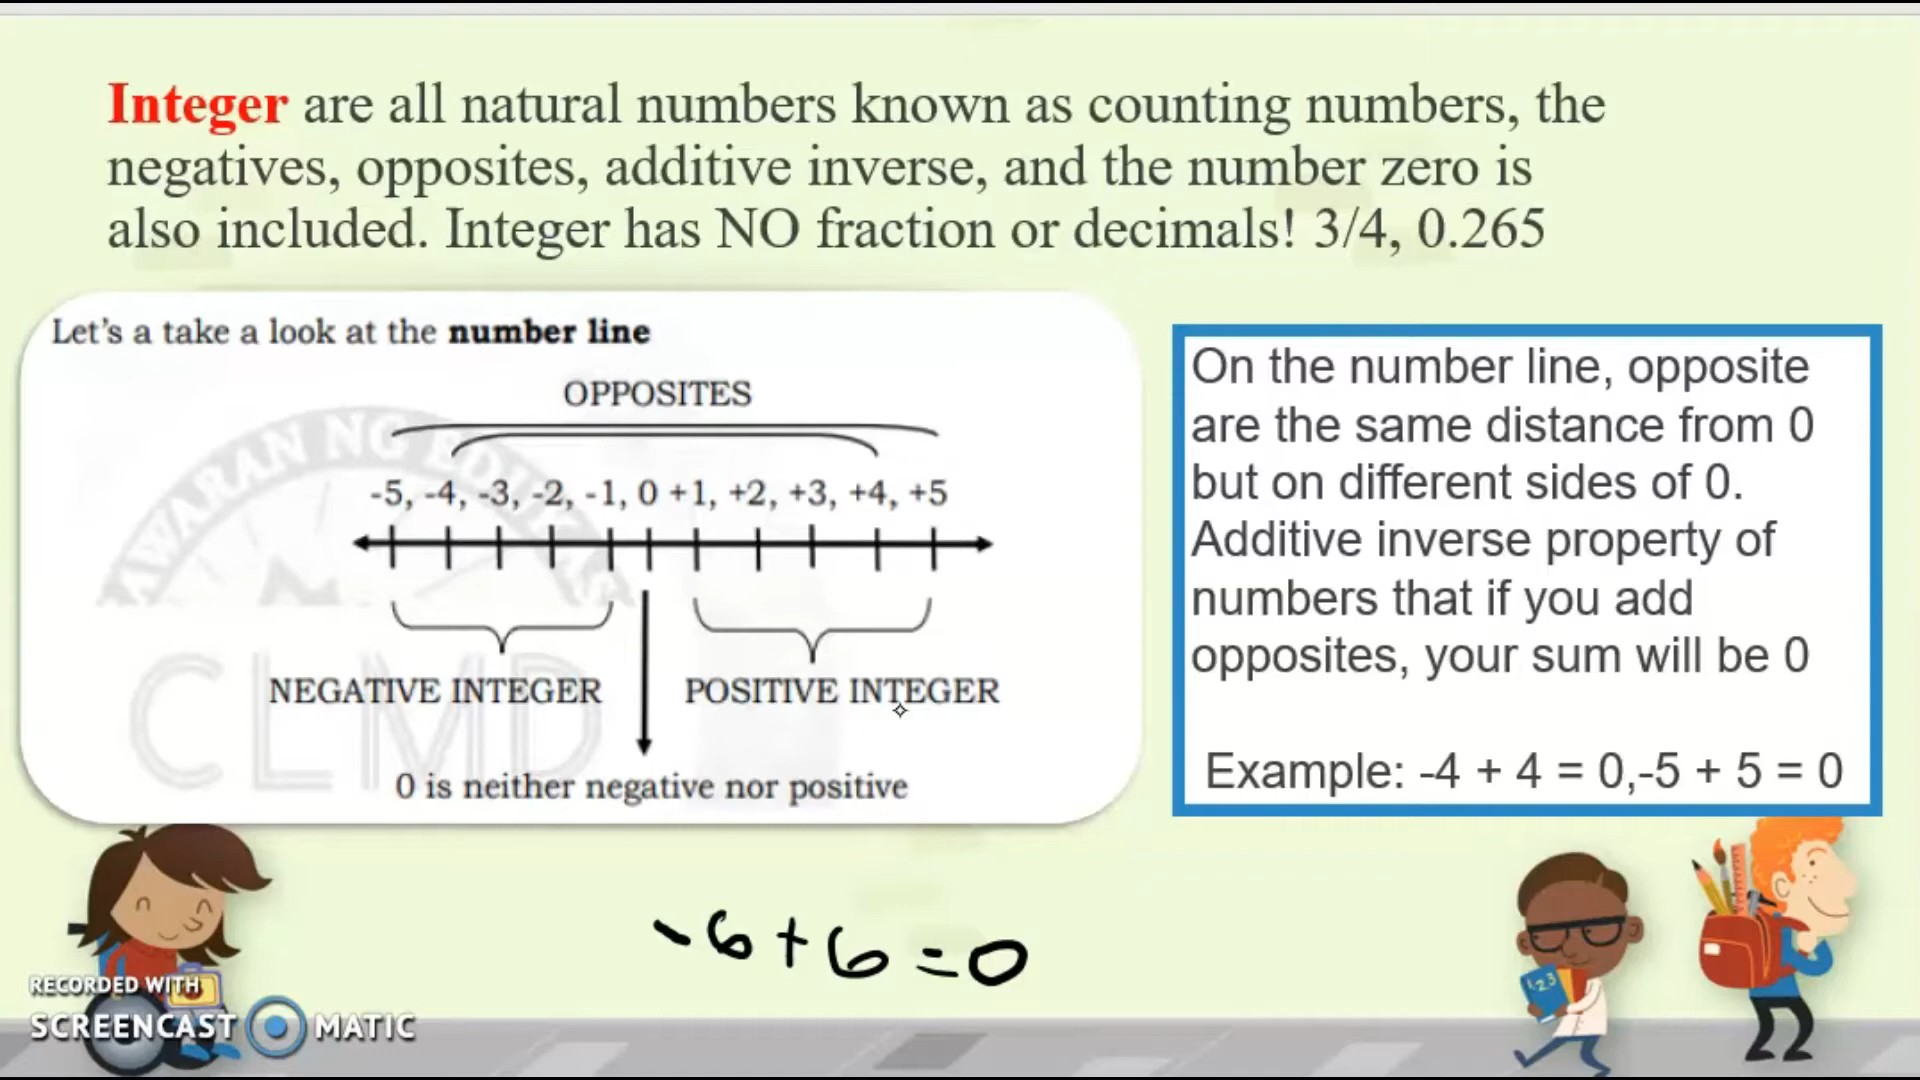 Integer are all natural numbers known as counting numbers, the
negatives, opposites, additive inverse, and the number zero is
also included. Integer has NO fraction or decimals! 3/4, 0.265
Let's a take a look at the number line
OPPOSITES
-5, -4, -3, -2, -1, 0 +1, +2, +3, +4, +5
NEGATIVE INTEGER
POSITIVE INTEGER
0 is neither negative nor positive
AWARAN NG EDUKAS
CLMD
On the number line, opposite
are the same distance from 0
but on different sides of 0.
Additive inverse property of
numbers that if you add
opposites, your sum will be 0
Example: -4 + 4 = 0,-5 + 5 = 0
-6+6=0
123
RECORDED WITH
SCREENCAST MATIC